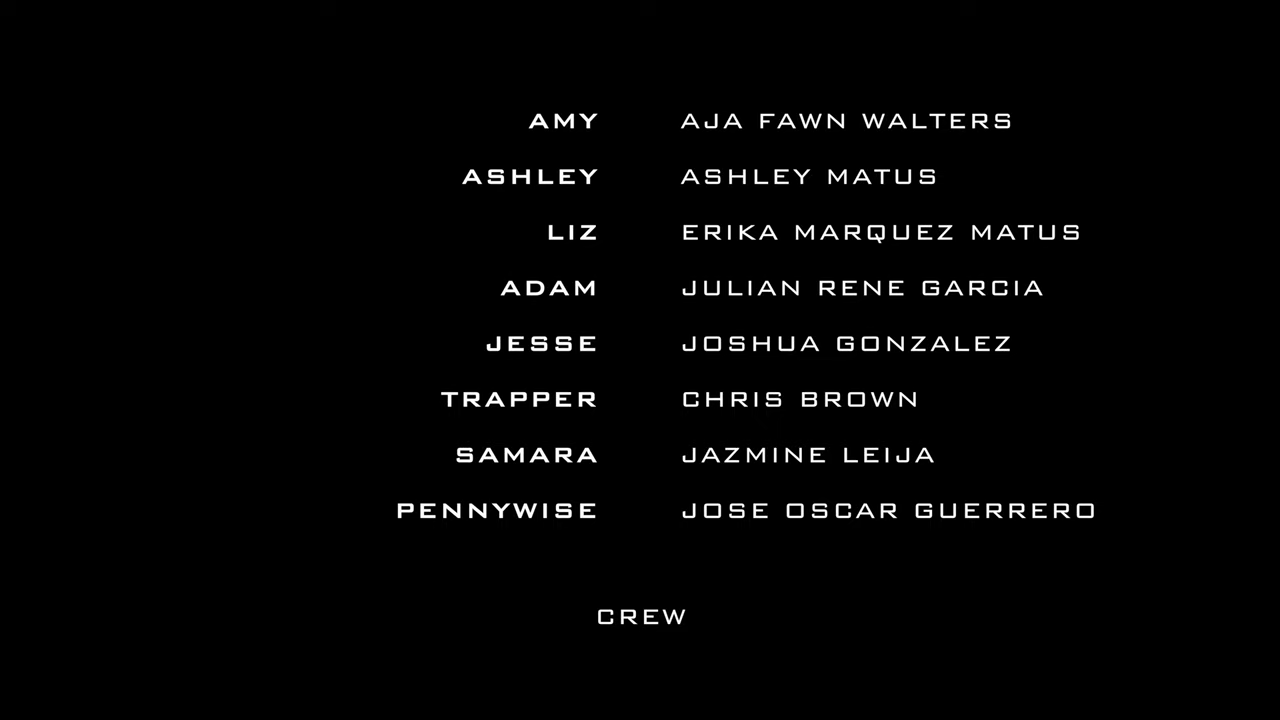 AMY AJA FAWN WALTERS
ASHLEY ASHLEY MATUS
LIZ ERIKA MARQUEZ MATUS
ADAM JULIAN RENE GARCIA
JESSE JOSHUA GONZALEZ
TRAPPER CHRIS BROWN
SAMARA JAZMINE LEIJA
PENNYWISE JOSE OSCAR GUERRERO
CREW